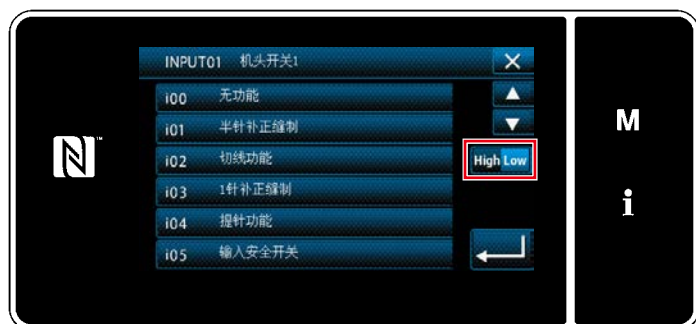 INPUT01 机头开关1
i00 无功能
i01 半针补正缝制
i02 切线功能
High Low
i03 1针补正缝制
i04 提针功能
i05 输入安全开关
M
i